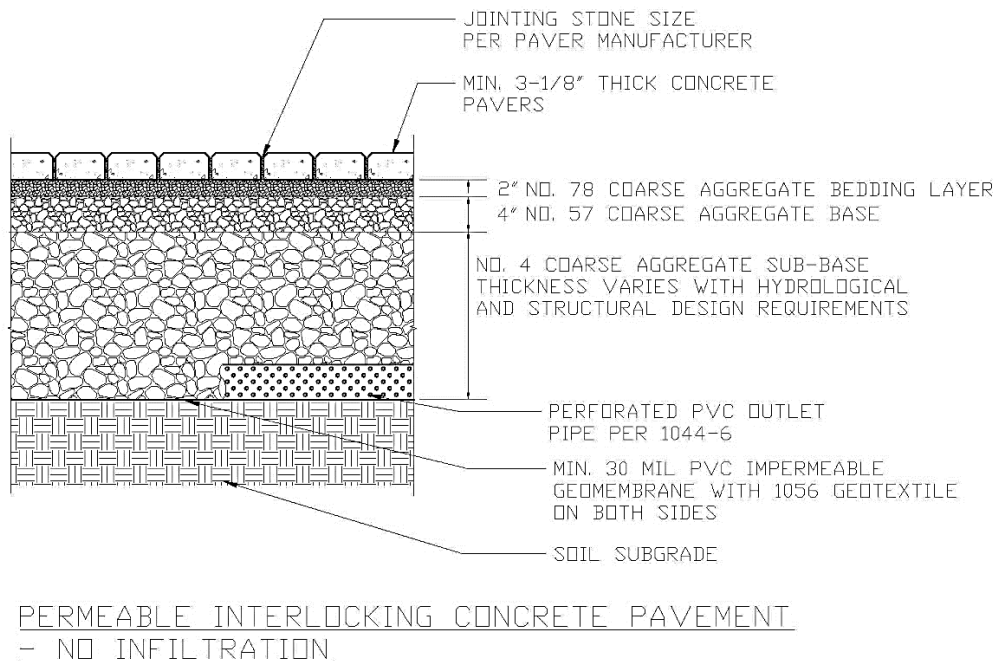 JOINTING STONE SIZE
PER PAVER MANUFACTURER
MIN. 3-1/8" THICK CONCRETE
PAVERS
2" NO. 78 COARSE AGGREGATE BEDDING LAYER
4" NO. 57 COARSE AGGREGATE BASE
NO. 4 COARSE AGGREGATE SUB-BASE
THICKNESS VARIES WITH HYDROLOGICAL
AND STRUCTURAL DESIGN REQUIREMENTS
PERFORATED PVC OUTLET
PIPE PER 1044-6
MIN. 30 MIL PVC IMPERMEABLE
GEOMEMBRANE WITH 1056 GEOTEXTILE
ON BOTH SIDES
SOIL SUBGRADE
PERMEABLE INTERLOCKING CONCRETE PAVEMENT
- NO INFILTRATION